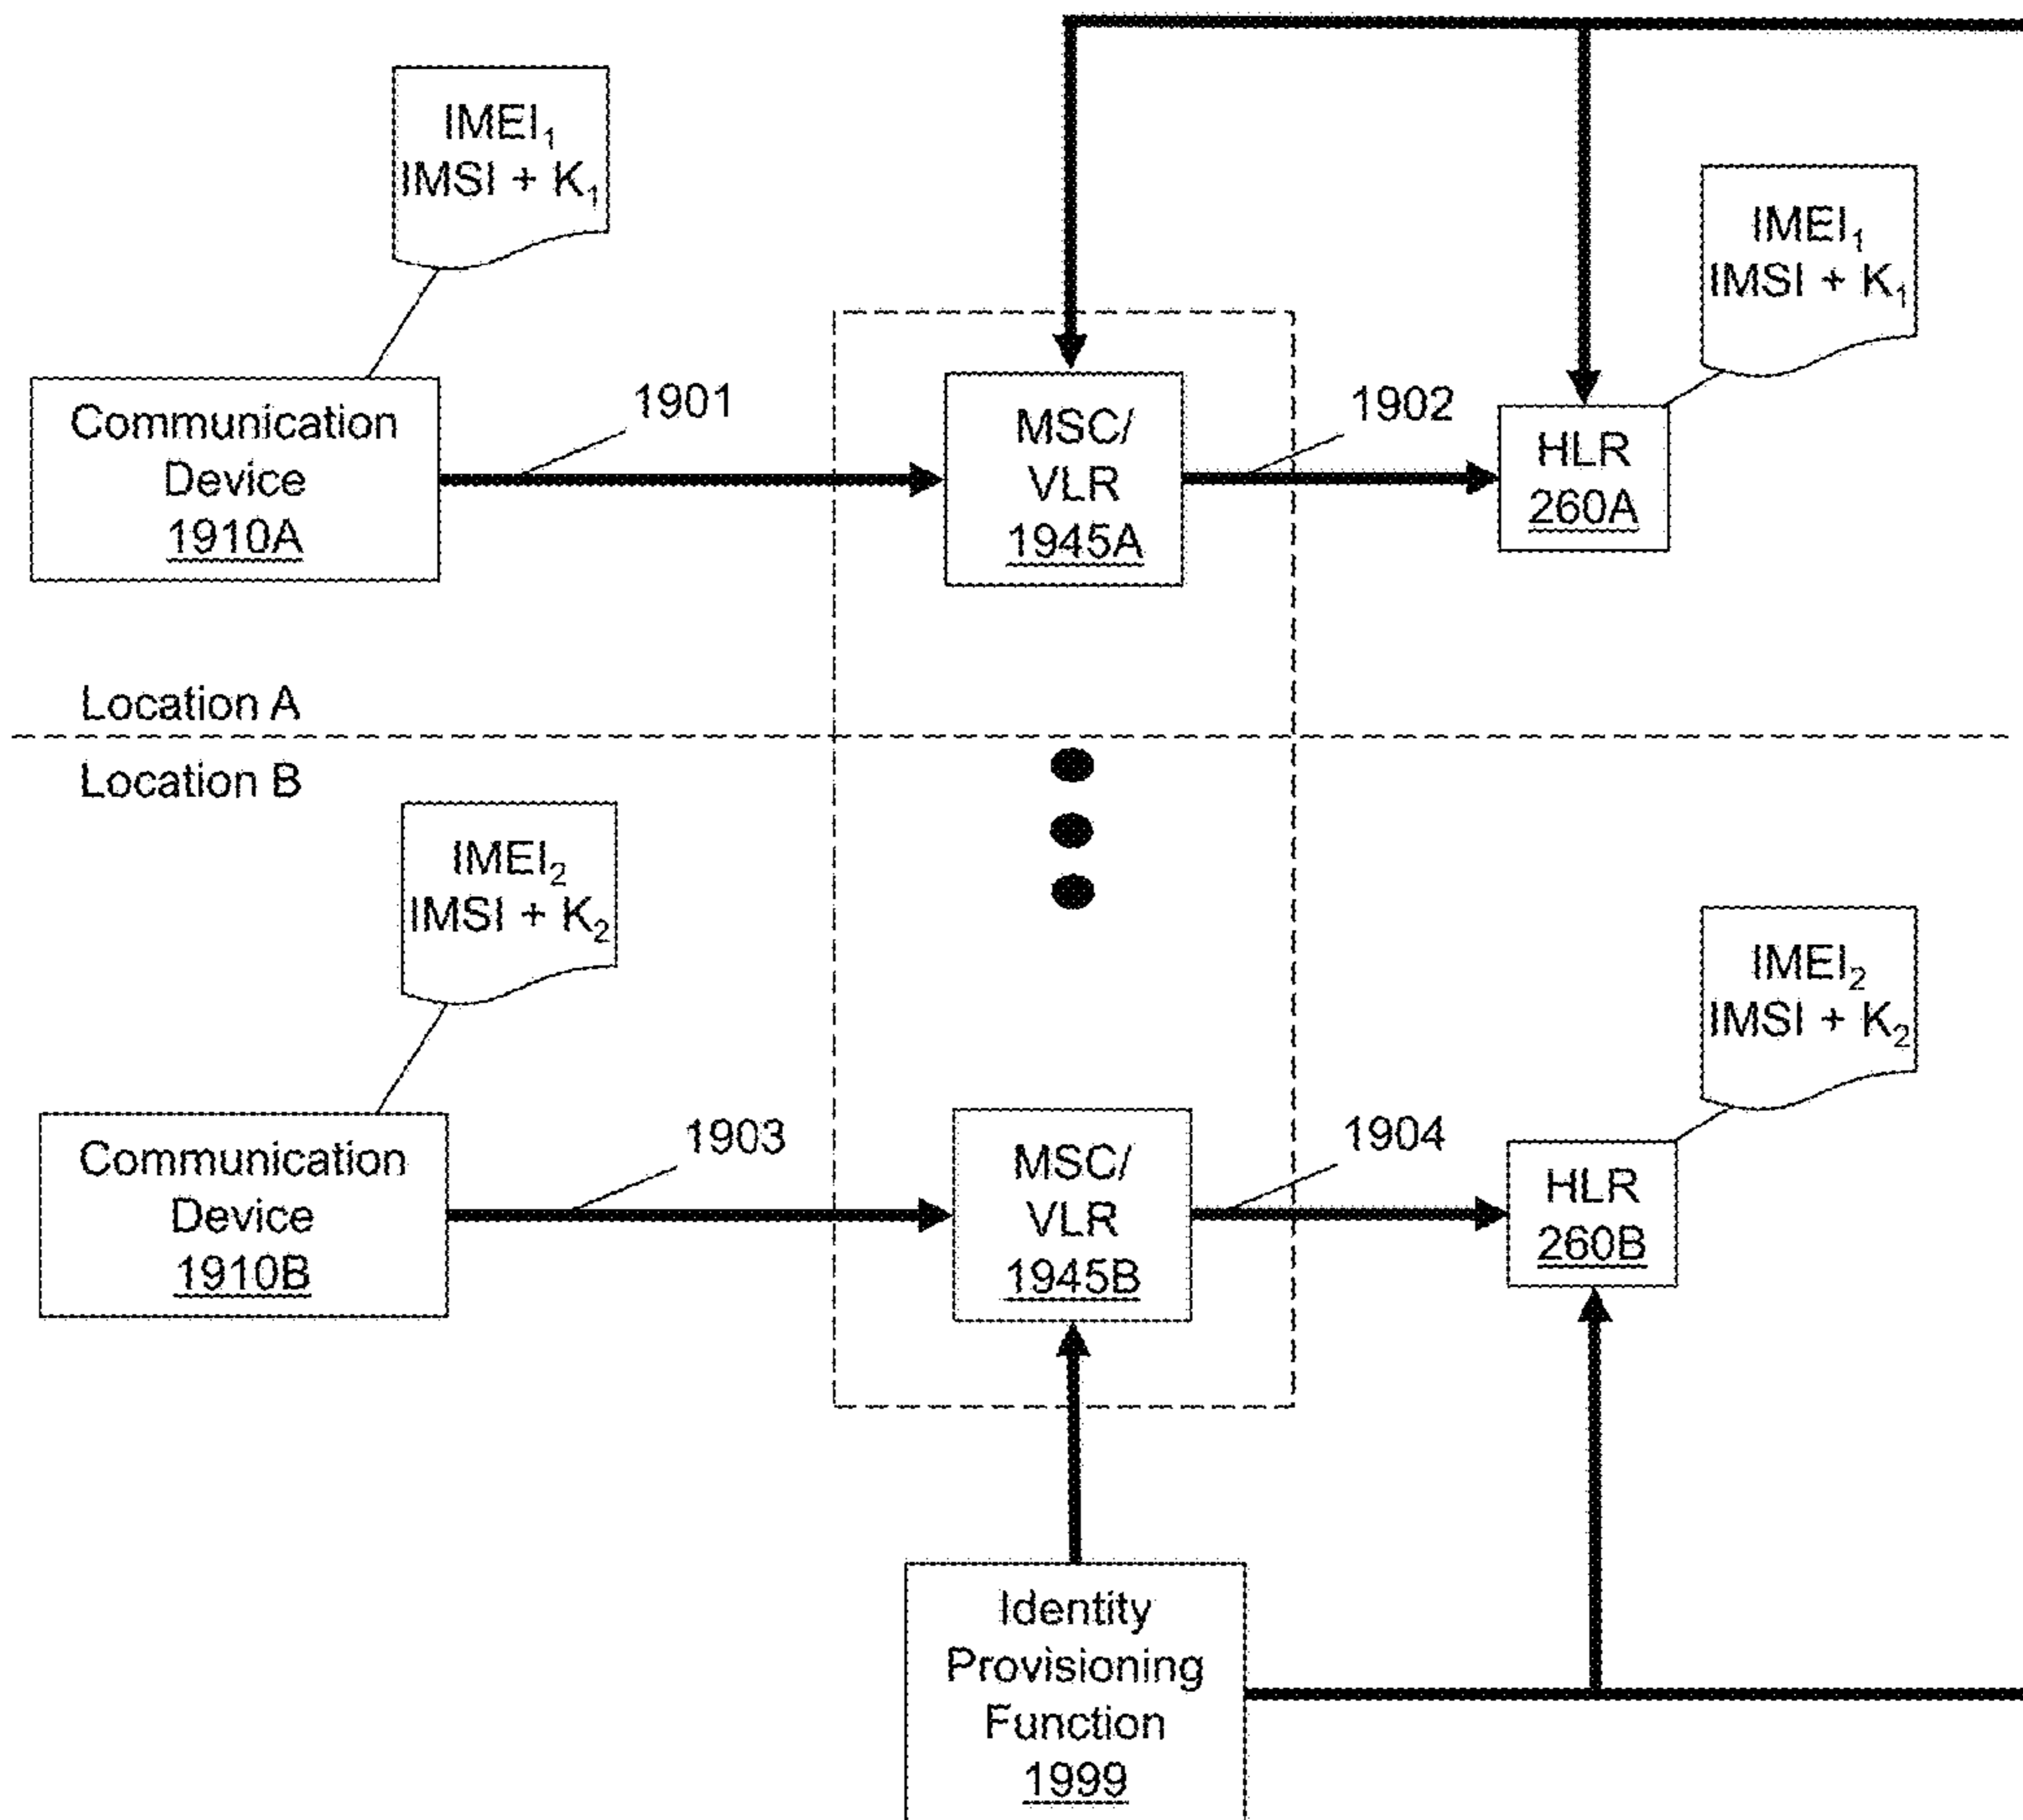 IMEI₁
IMSI + K₁
IMEI₁
IMSI + K₁
Communication
Device
1910A
1901
MSC/
VLR
1945A
1902
HLR
260A
Location A
Location B
IMEI₂
IMSI + K₂
IMEI₂
IMSI + K₂
Communication
Device
1910B
1903
MSC/
VLR
1945B
1904
HLR
260B
Identity
Provisioning
Function
1999